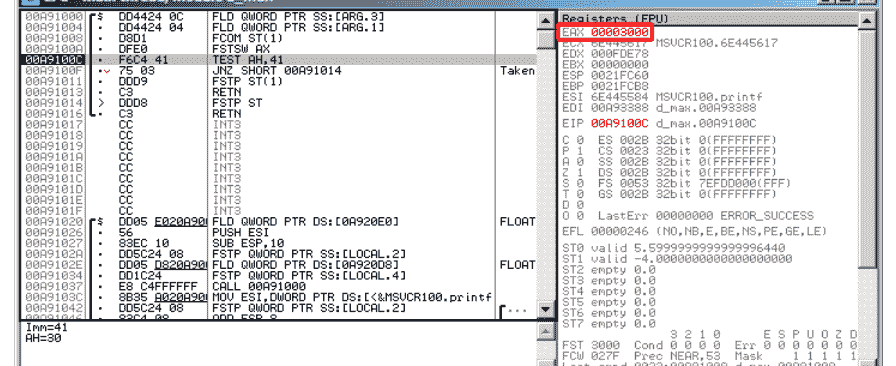 00A91000 $ DD4424 0C FLD QWORD PTR SS:[ARG.3]
00A91004 · DD4424 04 FLD QWORD PTR SS:[ARG.1]
00A91008 · D8D1 FCOM ST(1)
00A9100A · DFE0 FSTSW AX
00A9100C · F6C4 41 TEST AH,41
00A9100F · 75 03 JNZ SHORT 00A91014 Taken
00A91011 · DDD9 FSTP ST(1)
00A91013 · C3 RETN
00A91014 > DDD8 FSTP ST
00A91016 · C3 RETN
00A91017 CC INT3
00A91018 CC INT3
00A91019 CC INT3
00A9101A CC INT3
00A9101B CC INT3
00A9101C CC INT3
00A9101D CC INT3
00A9101E CC INT3
00A9101F CC INT3
00A91020 $ DD05 E020A90 FLD QWORD PTR DS:[0A920E0] FLOAT
00A91026 · 56 PUSH ESI
00A91027 · 83EC 10 SUB ESP,10
00A9102A · DD5C24 08 FSTP QWORD PTR SS:[LOCAL.2]
00A9102E · DD05 D820A90 FLD QWORD PTR DS:[0A920D8] FLOAT
00A91034 · DD1C24 FSTP QWORD PTR SS:[LOCAL.4]
00A91037 · E8 C4FFFFFF CALL 00A91000
00A9103C · 8B35 A020A90 MOV ESI,DWORD PTR DS:[<&MSVCR100.printf
00A91042 · DD5C24 08 FSTP QWORD PTR SS:[LOCAL.2] ...
83C4 08 ADD ESP,8
Imm=41
AH=30
Registers (FPU)
EAX 00003000
ECX 6E445617 MSVCR100.6E445617
EDX 000FDE78
EBX 00000000
ESP 0021FC60
EBP 0021FCB8
ESI 6E445584 MSVCR100.printf
EDI 00A93388 d_max.00A93388
EIP 00A9100C d_max.00A9100C
C 0 ES 002B 32bit 0(FFFFFFFF)
P 1 CS 0023 32bit 0(FFFFFFFF)
A 0 SS 002B 32bit 0(FFFFFFFF)
Z 1 DS 002B 32bit 0(FFFFFFFF)
S 0 FS 0053 32bit 7EFDD000(FFF)
T 0 GS 002B 32bit 0(FFFFFFFF)
D 0
O 0 LastErr 00000000 ERROR_SUCCESS
EFL 00000246 (NO,NB,E,BE,NS,PE,GE,LE)
ST0 valid 5.5999999999999996440
ST1 valid -4.0000000000000000000
ST2 empty 0.0
ST3 empty 0.0
ST4 empty 0.0
ST5 empty 0.0
ST6 empty 0.0
ST7 empty 0.0
3 2 1 0 E S P U O Z D
FST 3000 Cond 0 0 0 0 Err 0 0 0 0 0 0 0
FCW 027F Prec NEAR,53 Mask 1 1 1 1 1
Last cmnd 0023:00A91008 d_max.00A91008